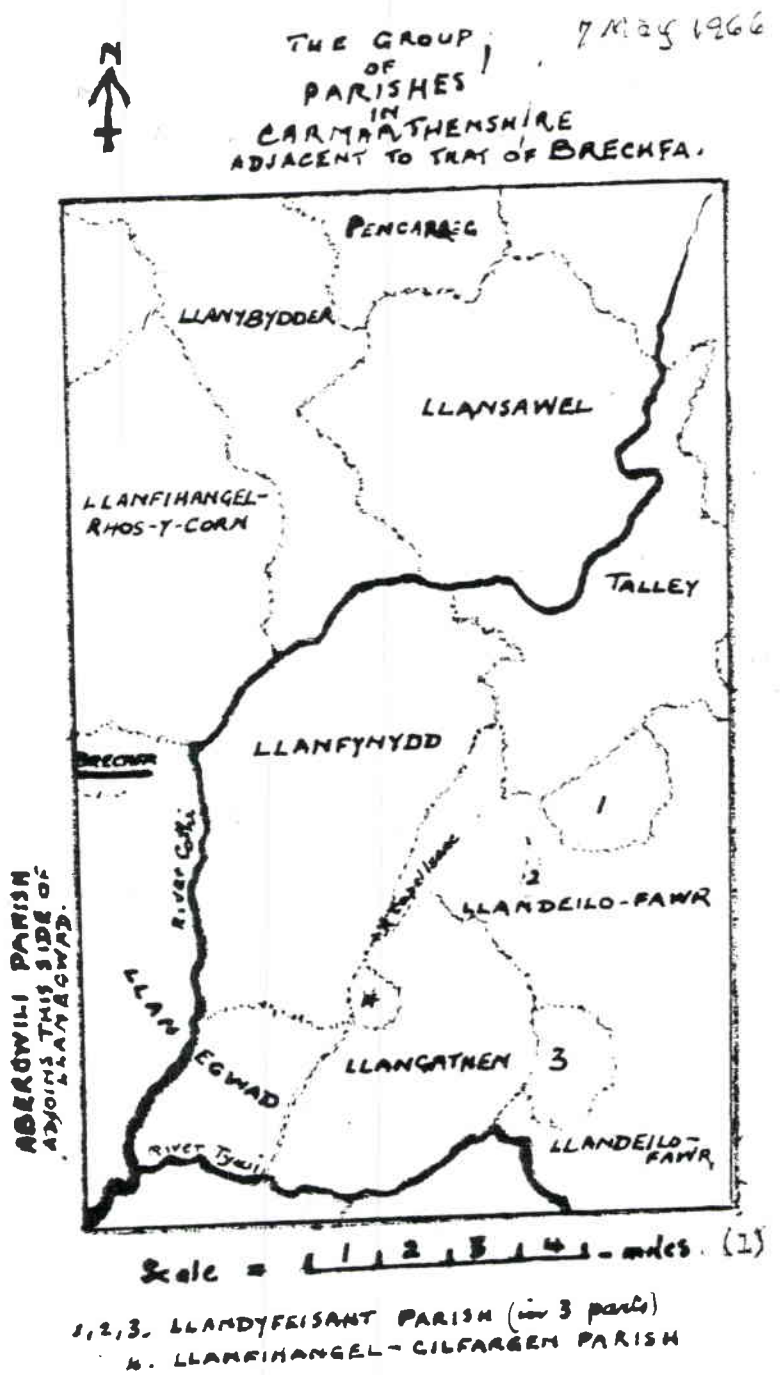 7 May 1966
N
THE GROUP
OF
PARISHES
IN
CARMARTHENSHIRE
ADJACENT TO THAT OF BRECHFA.
PENCARREG
LLANYBYDDER
LLANSAWEL
LLANFIHANGEL-
RHOS-Y-CORN
TALLEY
LLANFYNYDD
BRECHFA
1
River Cothi
Capel Isaac
2
LLANDEILO-FAWR
ABERGWILI PARISH
ADJOINS THIS SIDE OF
LLANEGWAD.
LLAN
EGWAD
4
LLANGATHEN
3
River Tywi
LLANDEILO-
FAWR
Scale = 1 2 3 4 - miles. (1)
1,2,3. LLANDYFEISANT PARISH (in 3 parts)
4. LLANFIHANGEL-CILFARGEN PARISH